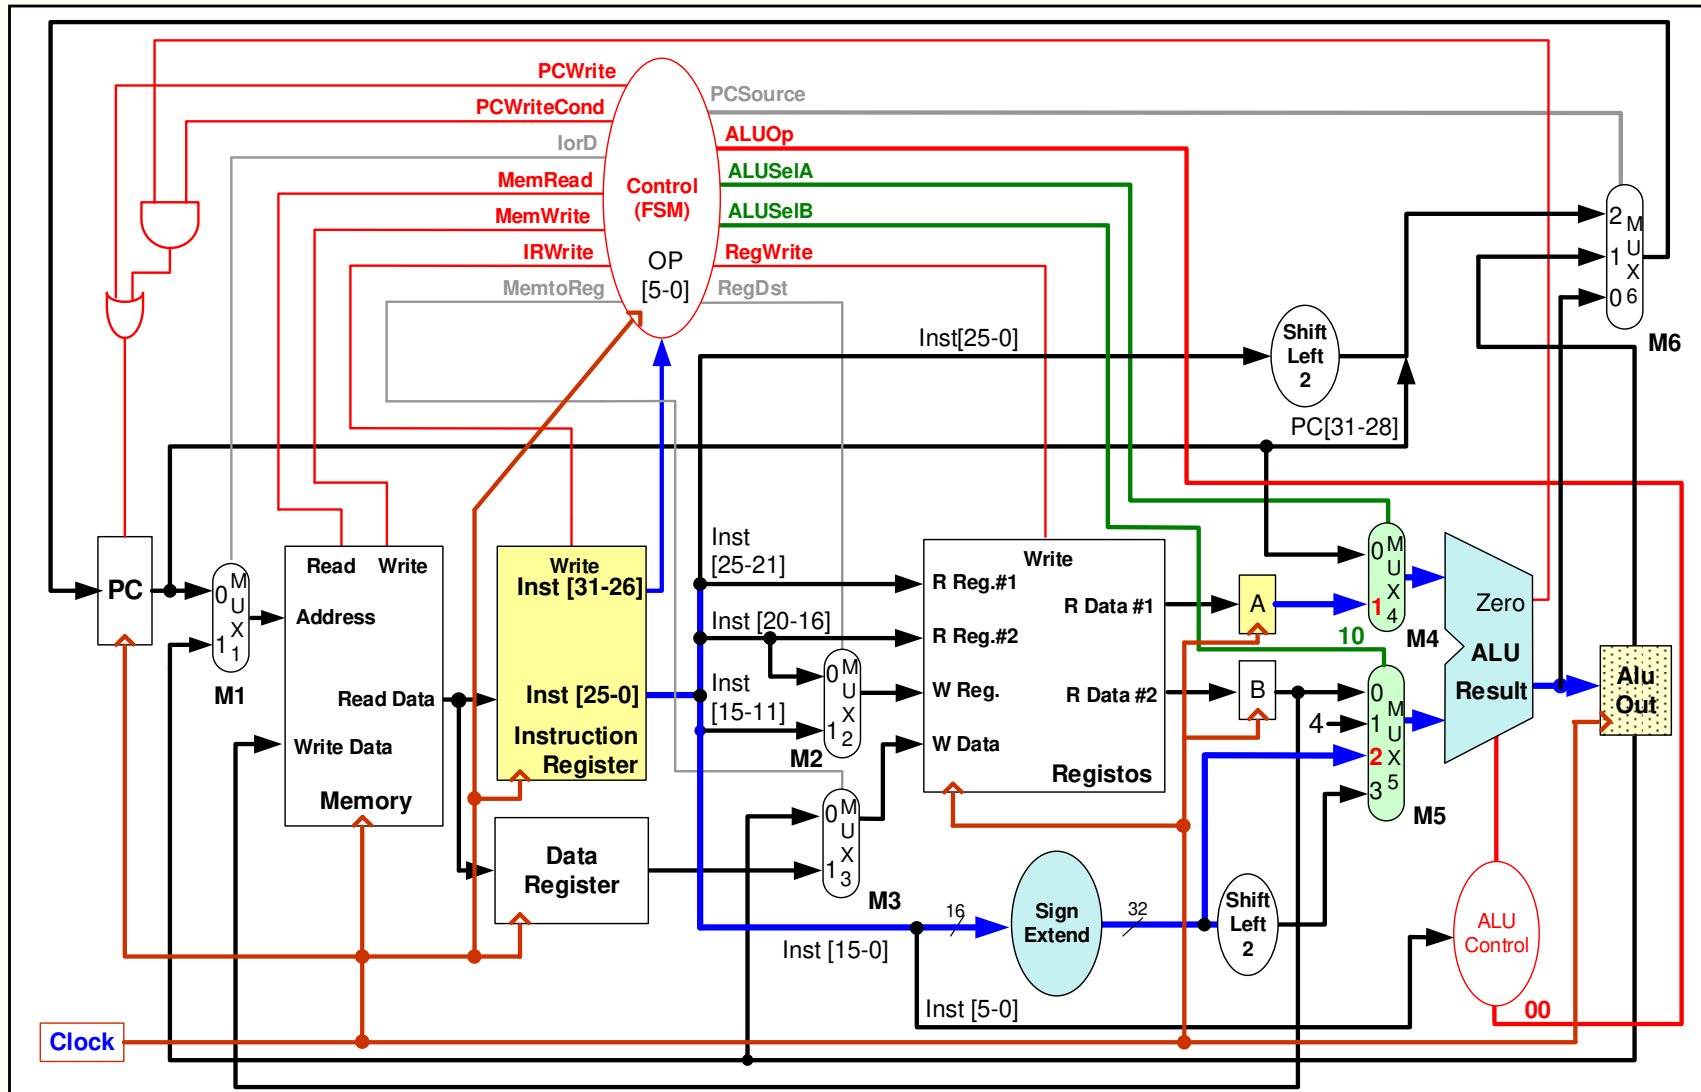 PCWrite
PCWriteCond
IorD
MemRead
MemWrite
IRWrite
MemtoReg
Control
(FSM)
OP
[5-0]
PCSource
ALUOp
ALUSelA
ALUSelB
RegWrite
RegDst
2
1
0
M
U
X
6
M6
Inst[25-0]
Shift
Left
2
PC[31-28]
PC
0
1
M
U
X
1
M1
Read
Write
Address
Read Data
Write Data
Memory
Write
Inst [31-26]
Inst [25-0]
Instruction
Register
Data
Register
Inst
[25-21]
Inst [20-16]
Inst
[15-11]
0
1
M
U
X
2
M2
0
1
M
U
X
3
M3
Write
R Reg.#1
R Reg.#2
W Reg.
W Data
R Data #1
R Data #2
Registos
A
B
4
0
1
M
U
X
4
M4
10
0
1
2
3
M
U
X
5
M5
Zero
ALU
Result
Alu
Out
Inst [15-0]
16
Sign
Extend
32
Shift
Left
2
ALU
Control
00
Inst [5-0]
Clock